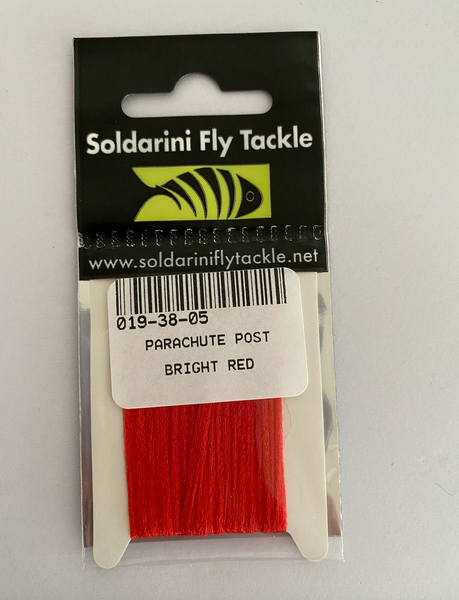 Soldarini Fly Tackle
www.soldariniflytackle.net
019-38-05
PARACHUTE POST
BRIGHT RED